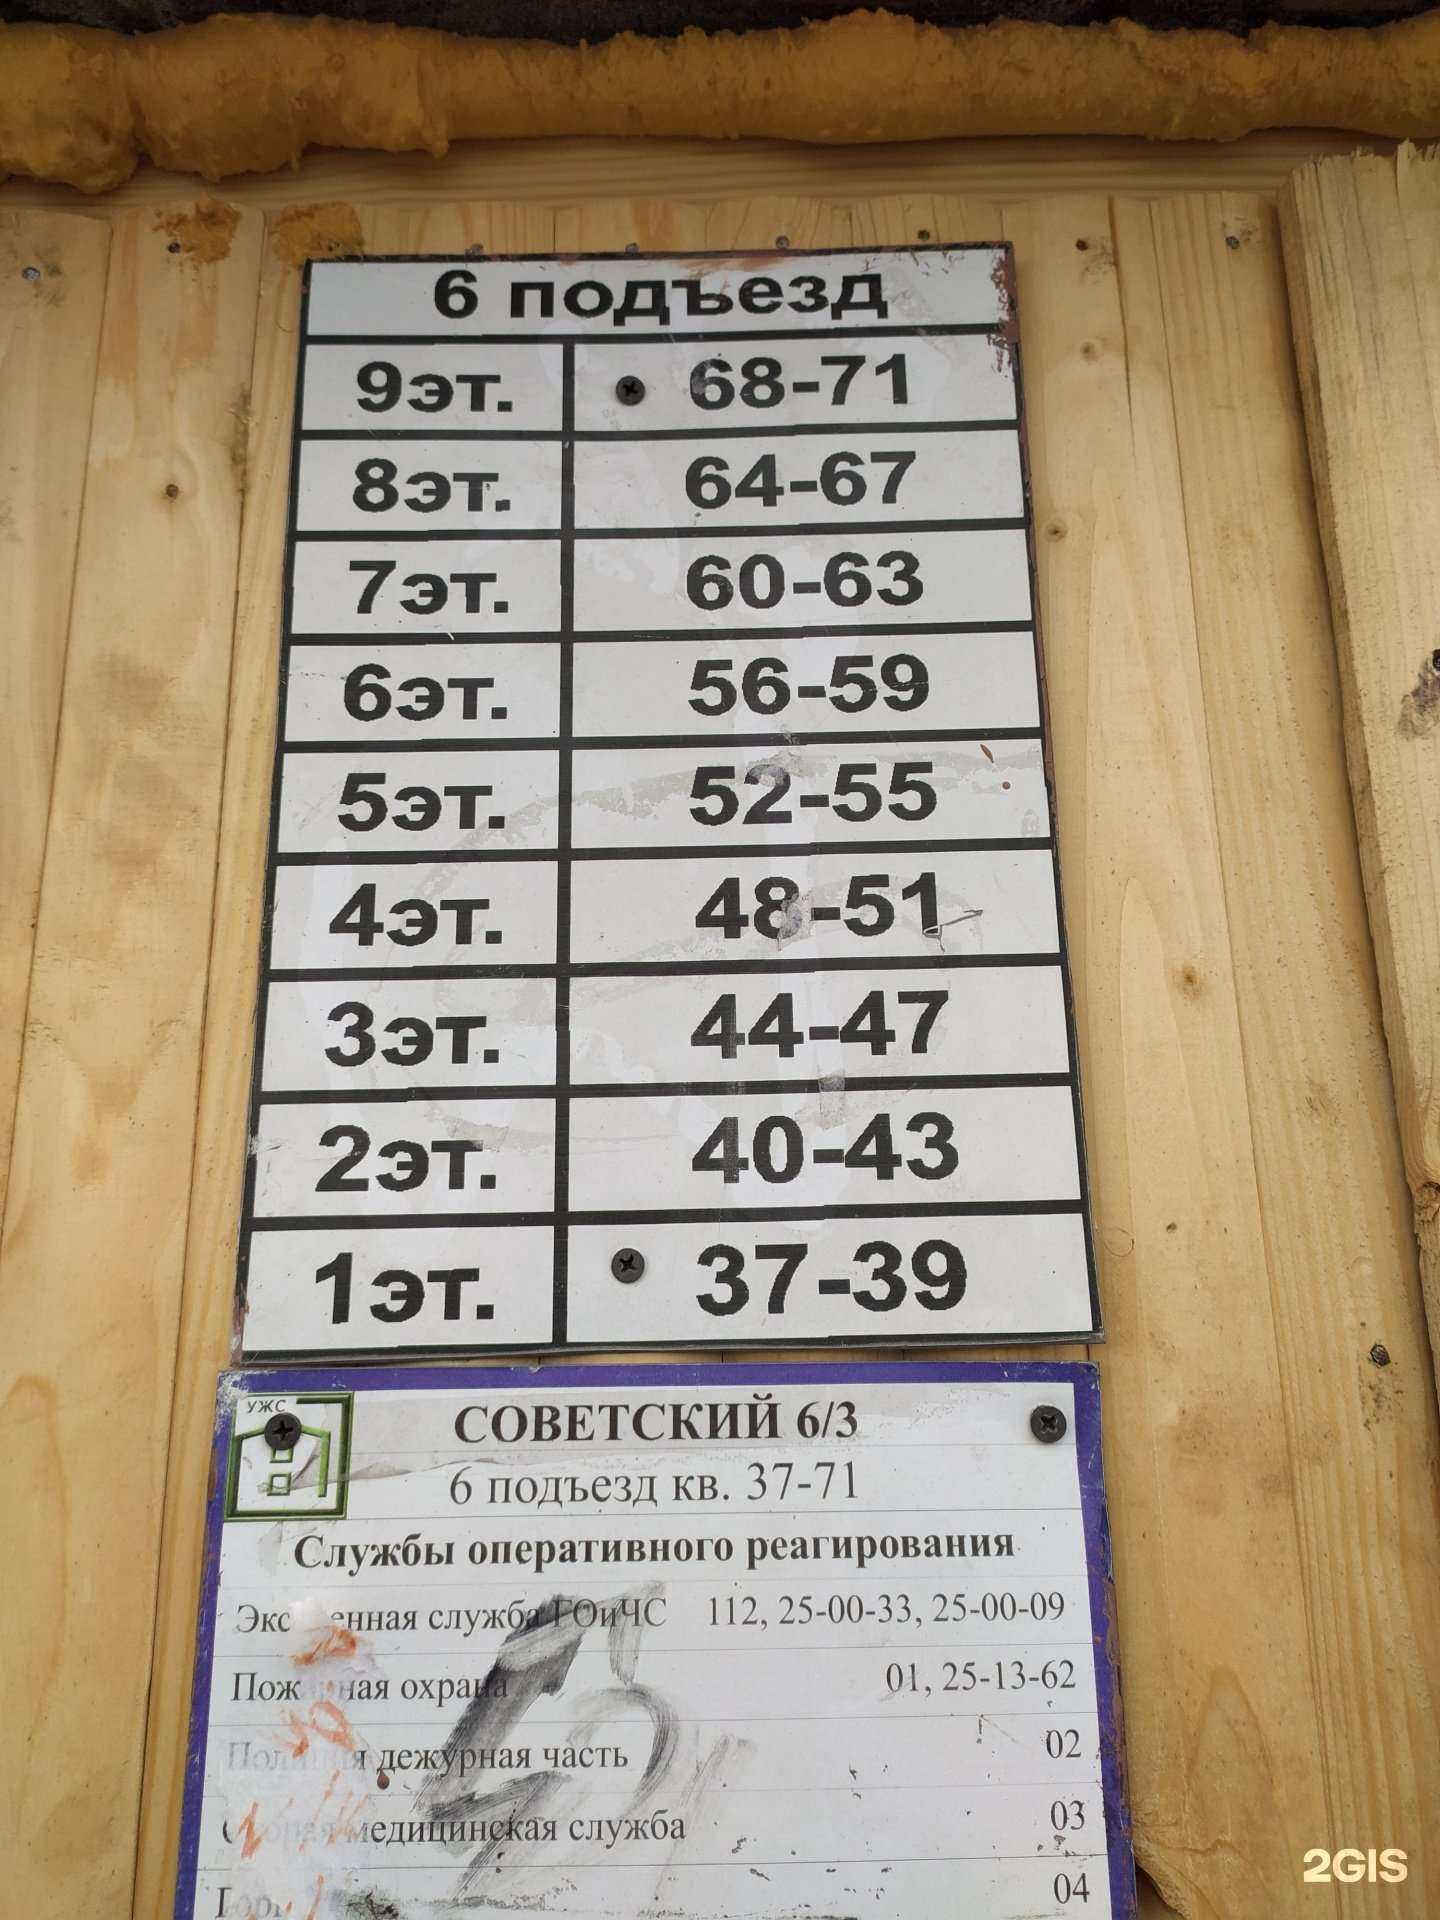 6 подъезд
9эт. 68-71
8эт. 64-67
7эт. 60-63
6эт. 56-59
5эт. 52-55
4эт. 48-51
3эт. 44-47
2эт. 40-43
1эт. 37-39
УЖС
СОВЕТСКИЙ 6/3
6 подъезд кв. 37-71
Службы оперативного реагирования
служба ГОиЧС 112, 25-00-33, 25-00-09
охрана 01, 25-13-62
дежурная часть 02
медицинская служба 03
04
2GIS